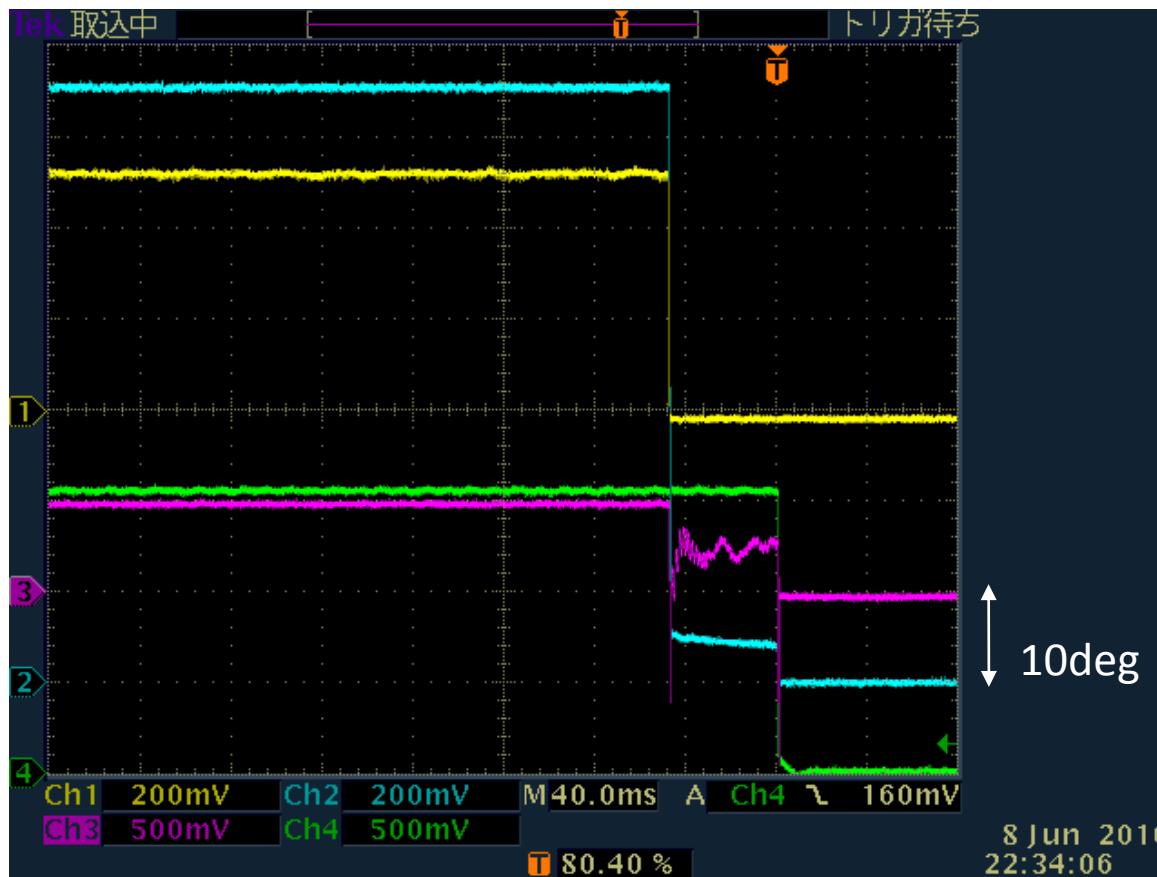 Tek 取込中 トリガ待ち
T
T
1
3
2
4
10deg
Ch1 200mV Ch2 200mV M 40.0ms A Ch4 160mV
Ch3 500mV Ch4 500mV
8 Jun
T 80.40 %
22:34:06